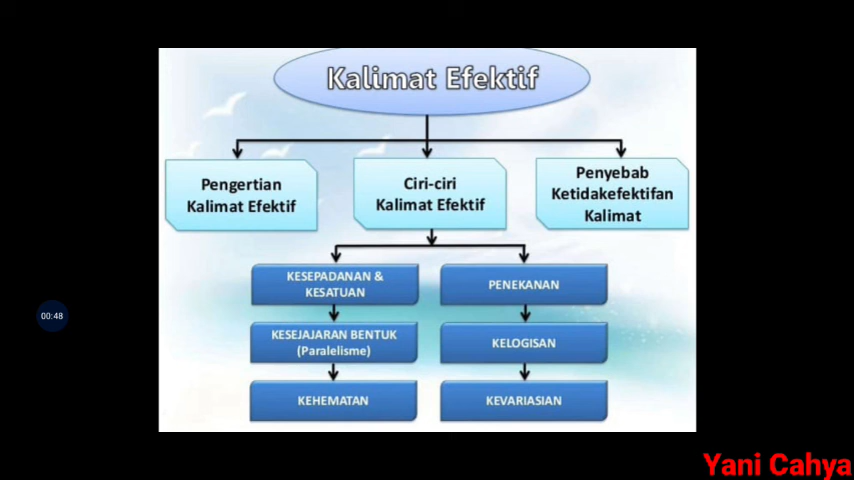 Kalimat Efektif
Pengertian
Kalimat Efektif
Ciri-ciri
Kalimat Efektif
Penyebab
Ketidakefektifan
Kalimat
KESEPADANAN &
KESATUAN
PENEKANAN
KESEJAJARAN BENTUK
(Paralelisme)
KELOGISAN
KEHEMATAN
KEVARIASIAN
00:48
Yani Cahya